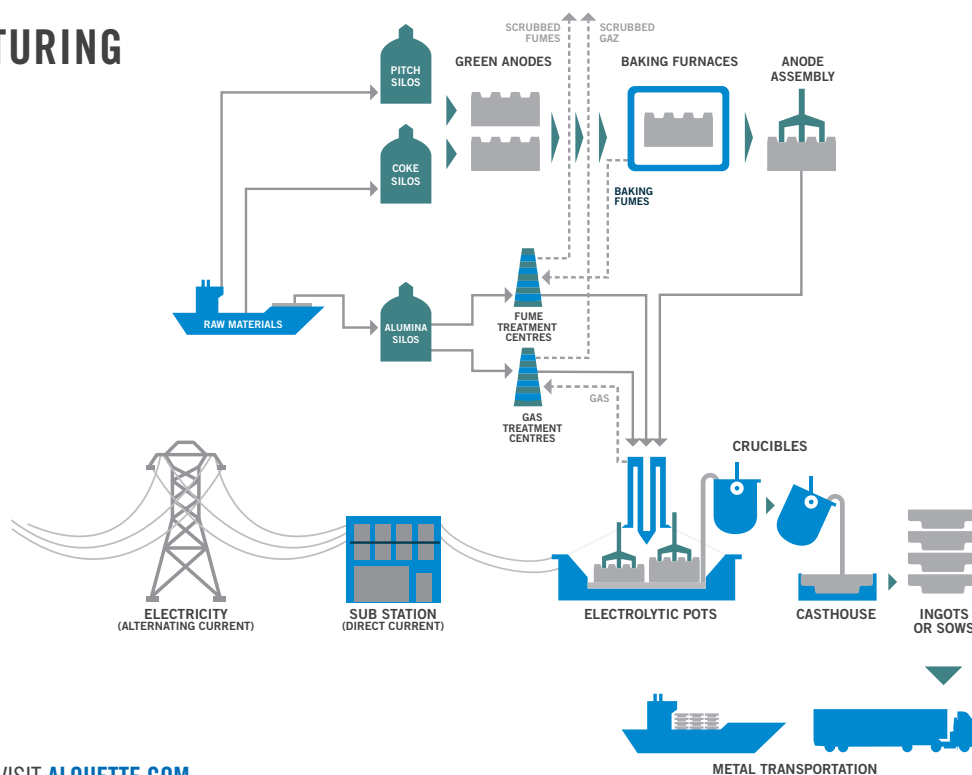 TURING
SCRUBBED
FUMES
SCRUBBED
GAZ
GREEN ANODES
BAKING FURNACES
ANODE
ASSEMBLY
PITCH
SILOS
COKE
SILOS
BAKING
FUMES
RAW MATERIALS
ALUMINA
SILOS
FUME
TREATMENT
CENTRES
GAS
GAS
TREATMENT
CENTRES
CRUCIBLES
ELECTRICITY
(ALTERNATING CURRENT)
SUB STATION
(DIRECT CURRENT)
ELECTROLYTIC POTS
CASTHOUSE
INGOTS
OR SOWS
METAL TRANSPORTATION
VISIT ALOUETTE.COM